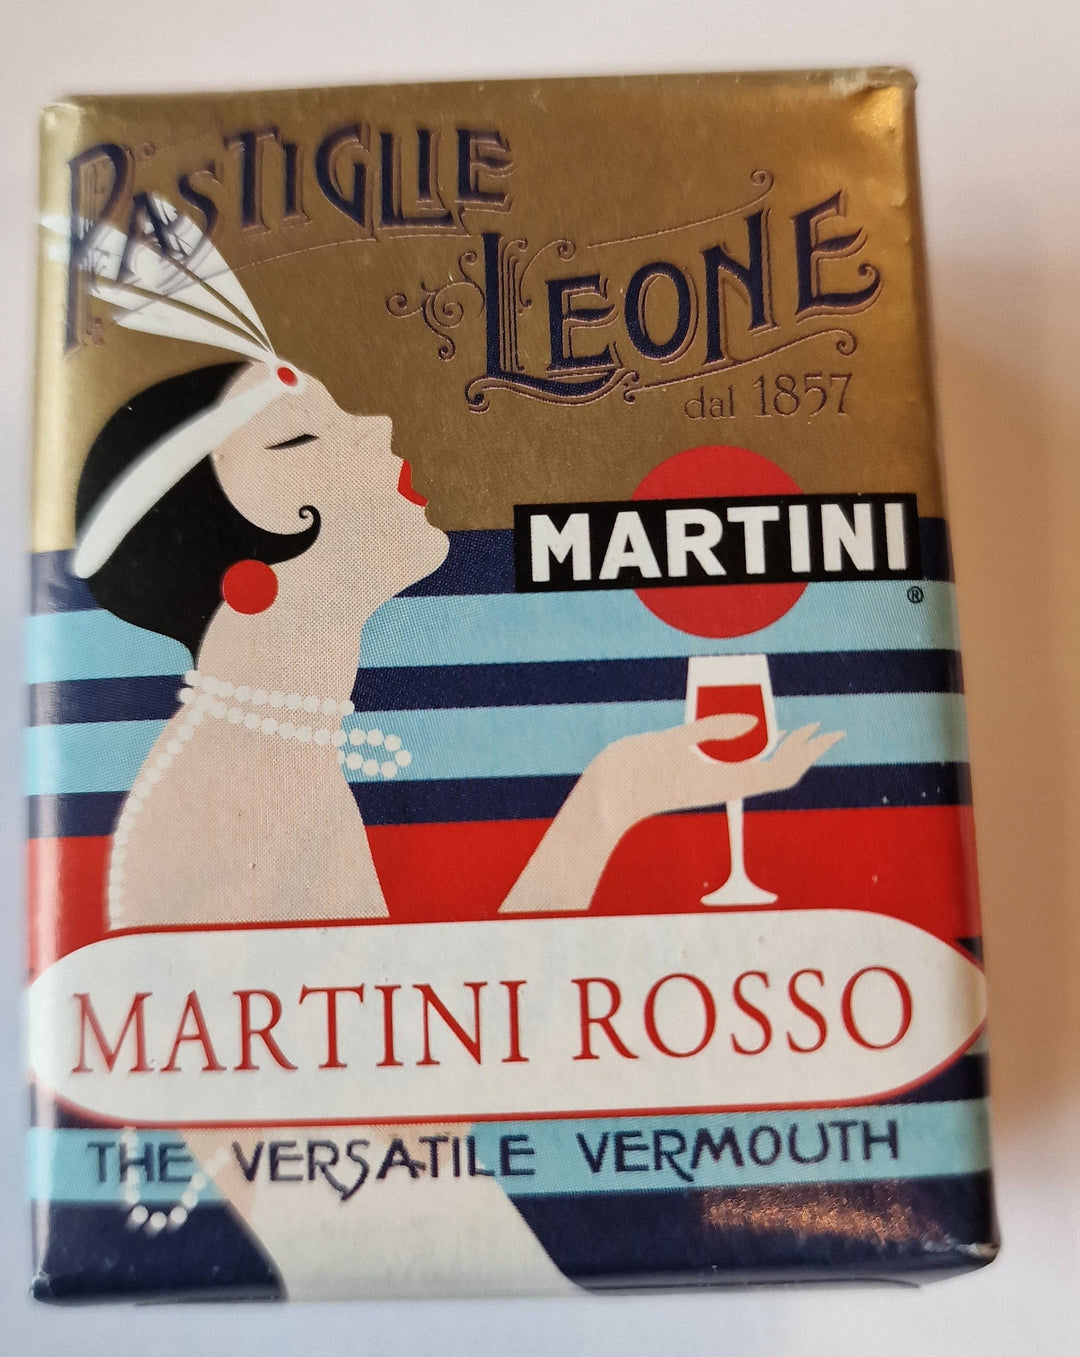 PASTIGLIE
LEONE
dal 1857
MARTINI
®
MARTINI ROSSO
THE VERSATILE VERMOUTH